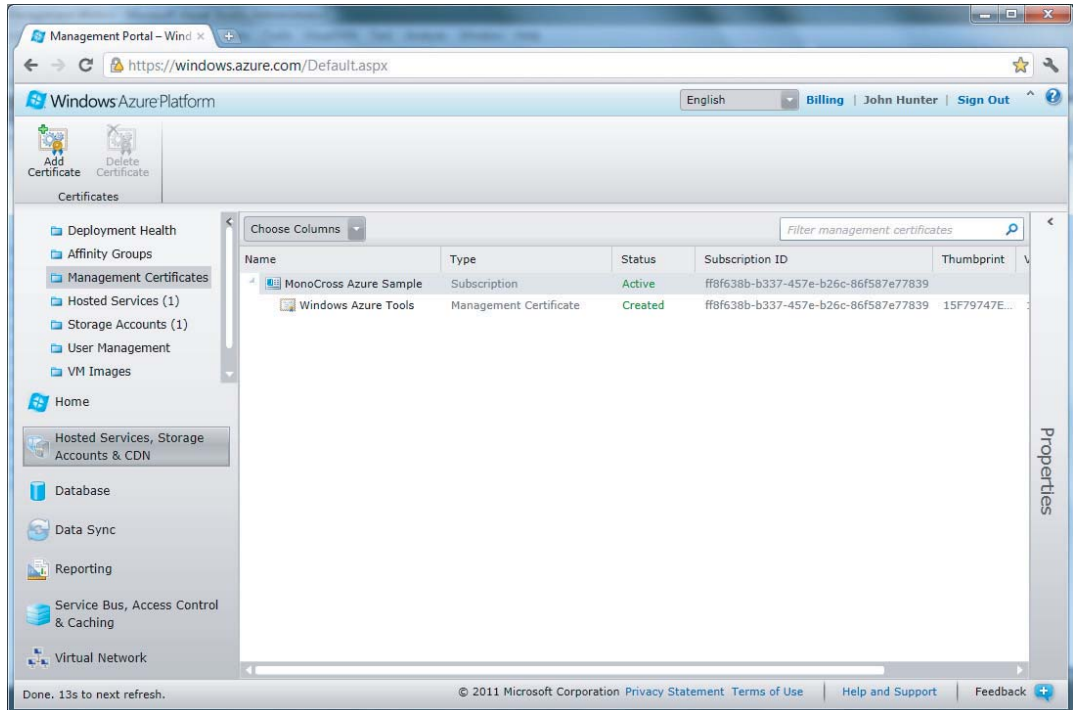 Management Portal – Wind
https://windows.azure.com/Default.aspx
Windows Azure Platform
English
Billing | John Hunter | Sign Out
Add Certificate
Delete Certificate
Certificates
Deployment Health
Affinity Groups
Management Certificates
Hosted Services (1)
Storage Accounts (1)
User Management
VM Images
Home
Hosted Services, Storage
Accounts & CDN
Database
Data Sync
Reporting
Service Bus, Access Control
& Caching
Virtual Network
Choose Columns
Filter management certificates
Name Type Status Subscription ID Thumbprint V
MonoCross Azure Sample Subscription Active ff8f638b-b337-457e-b26c-86f587e77839
Windows Azure Tools Management Certificate Created ff8f638b-b337-457e-b26c-86f587e77839 15F79747E...
Properties
Done. 13s to next refresh.
© 2011 Microsoft Corporation Privacy Statement Terms of Use | Help and Support | Feedback